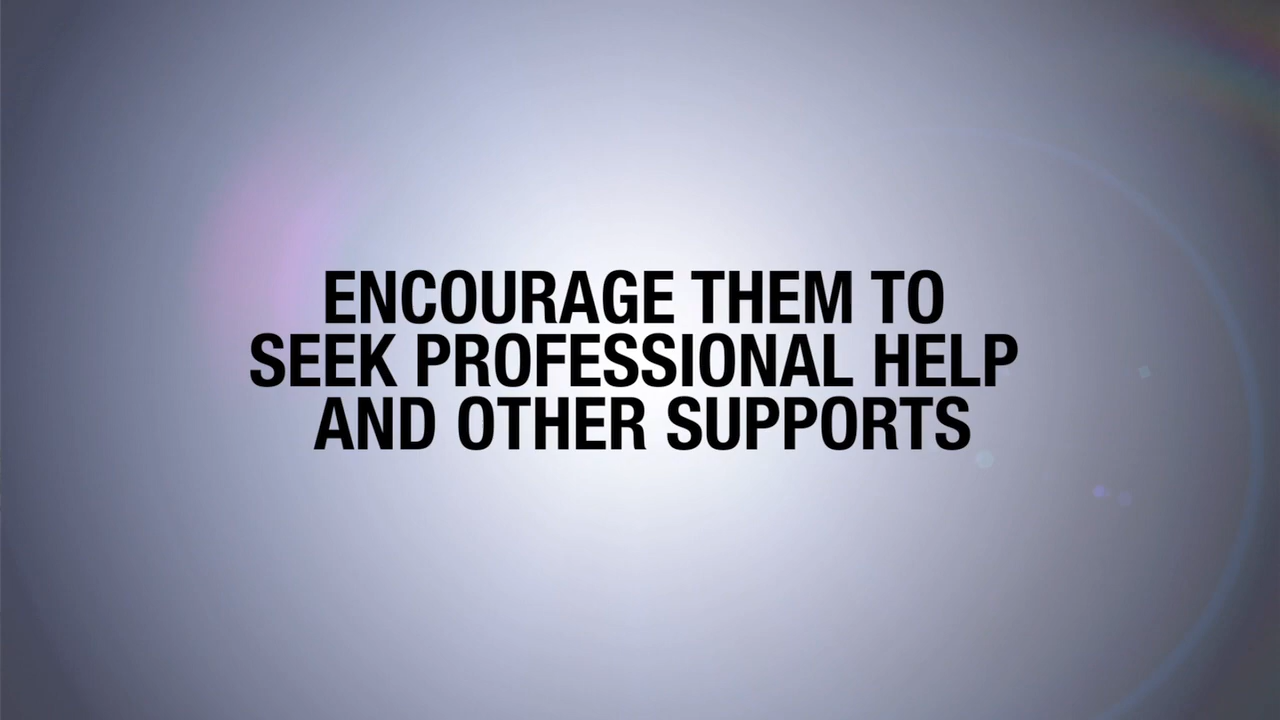 ENCOURAGE THEM TO
SEEK PROFESSIONAL HELP
AND OTHER SUPPORTS